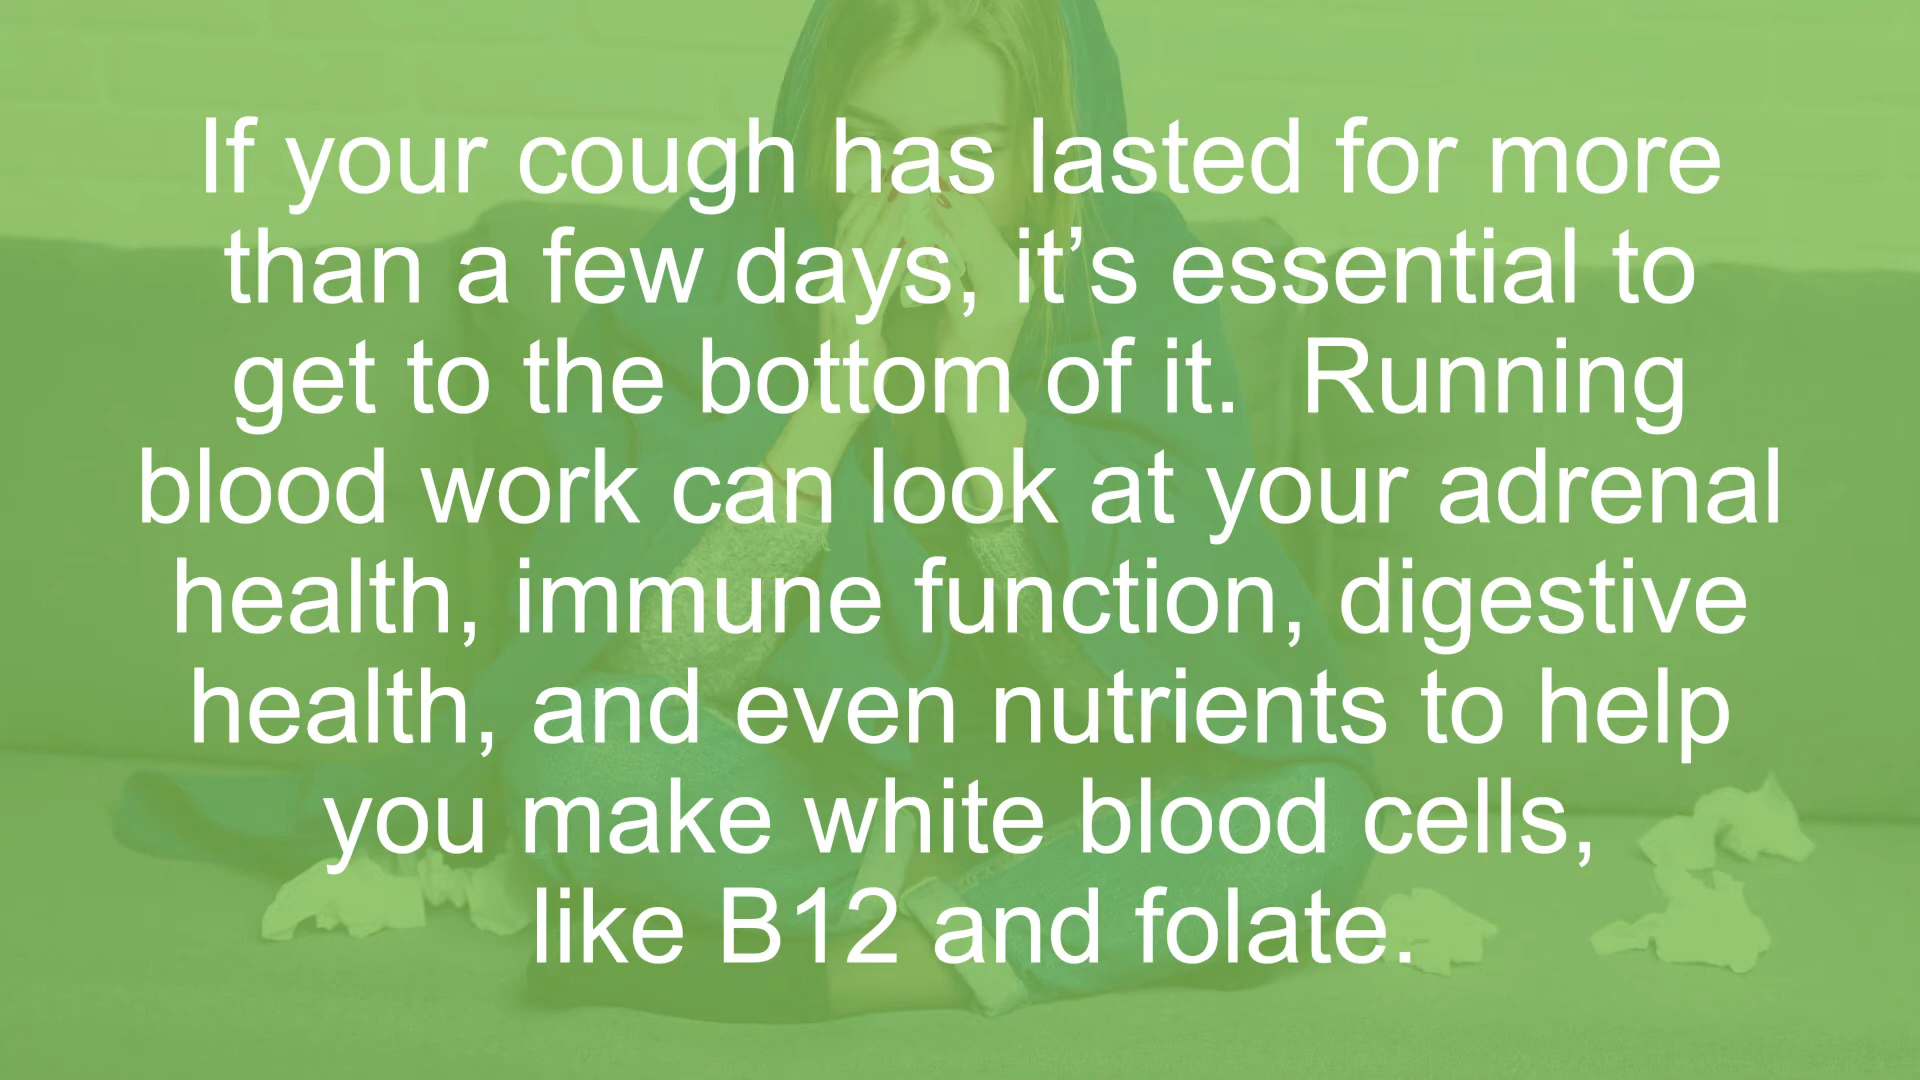 If your cough has lasted for more
than a few days, it’s essential to
get to the bottom of it.  Running
blood work can look at your adrenal
health, immune function, digestive
health, and even nutrients to help
you make white blood cells,
like B12 and folate.